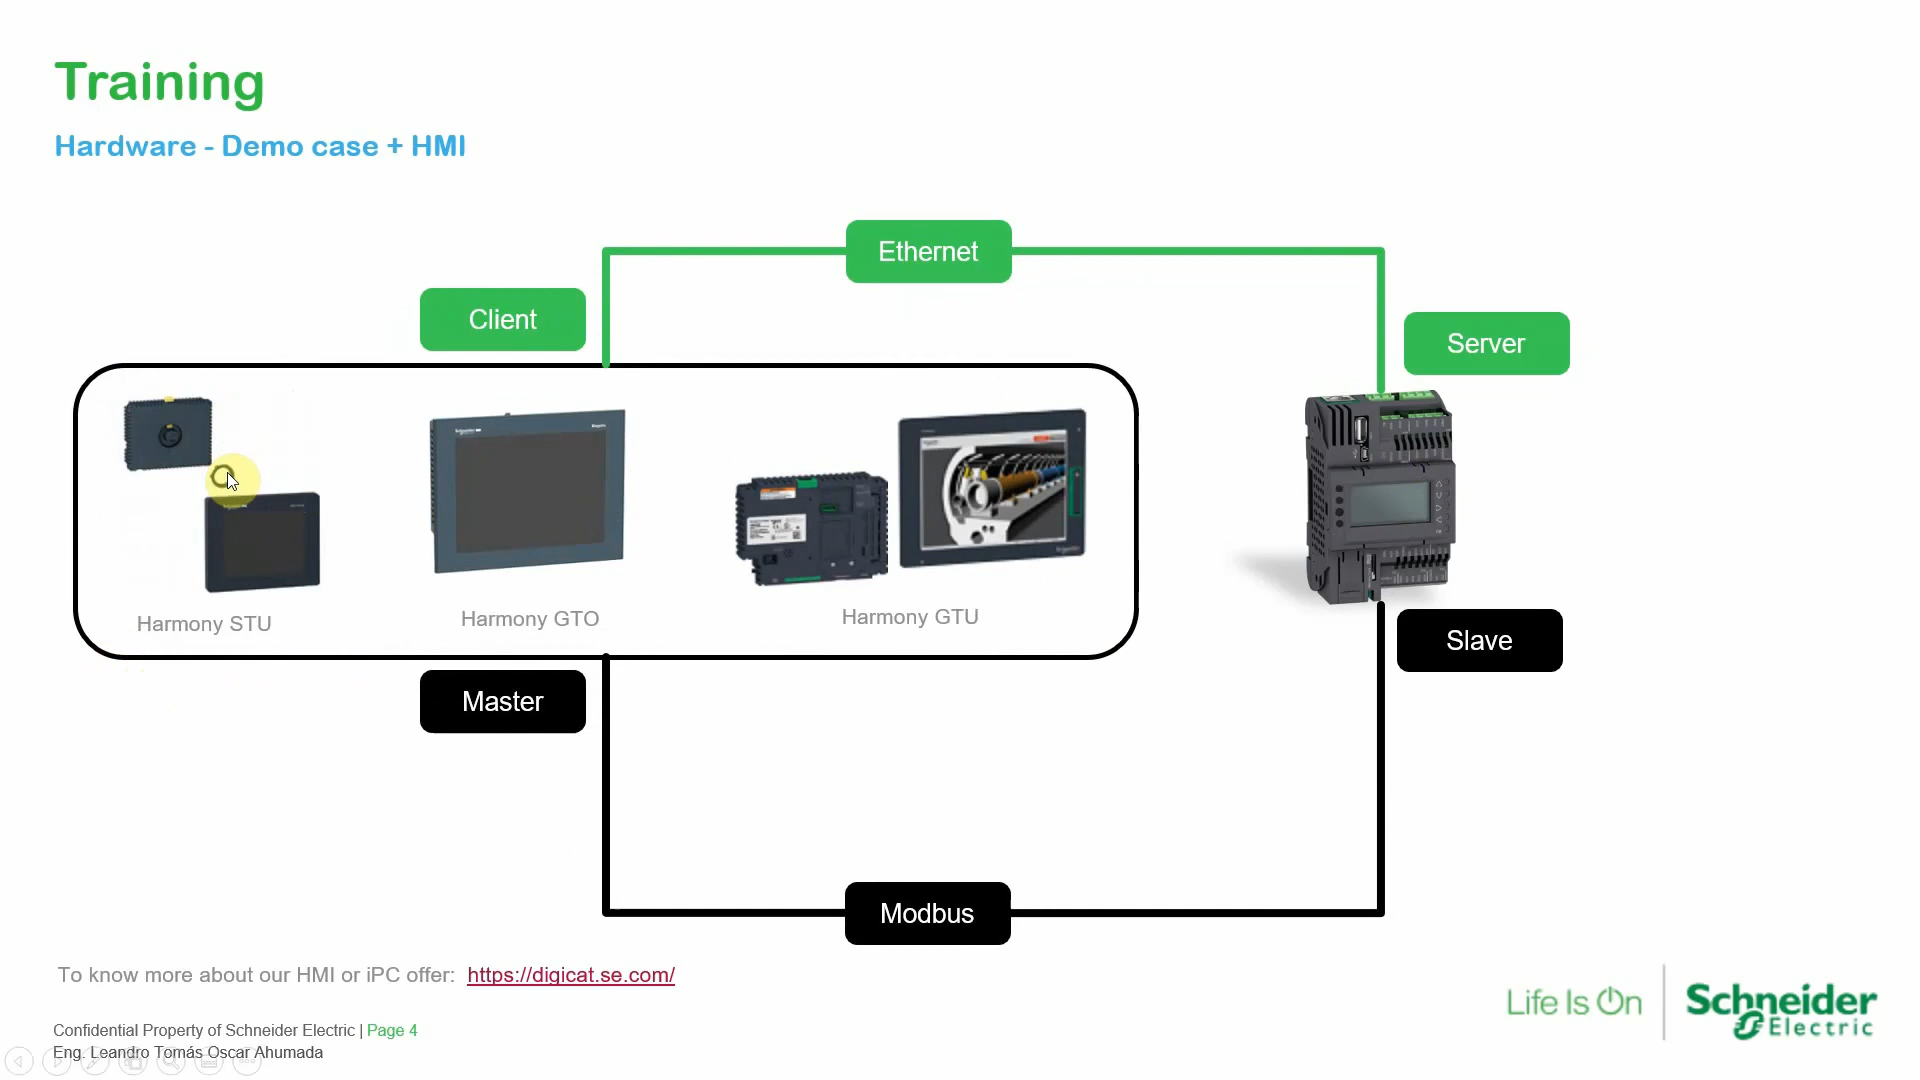 Training
Hardware - Demo case + HMI
Ethernet
Client
Server
Harmony STU
Harmony GTO
Harmony GTU
Slave
Master
Modbus
To know more about our HMI or iPC offer: https://digicat.se.com/
Life Is On
Schneider
Electric
Confidential Property of Schneider Electric | Page 4
Eng. Leandro Tomás Oscar Ahumada